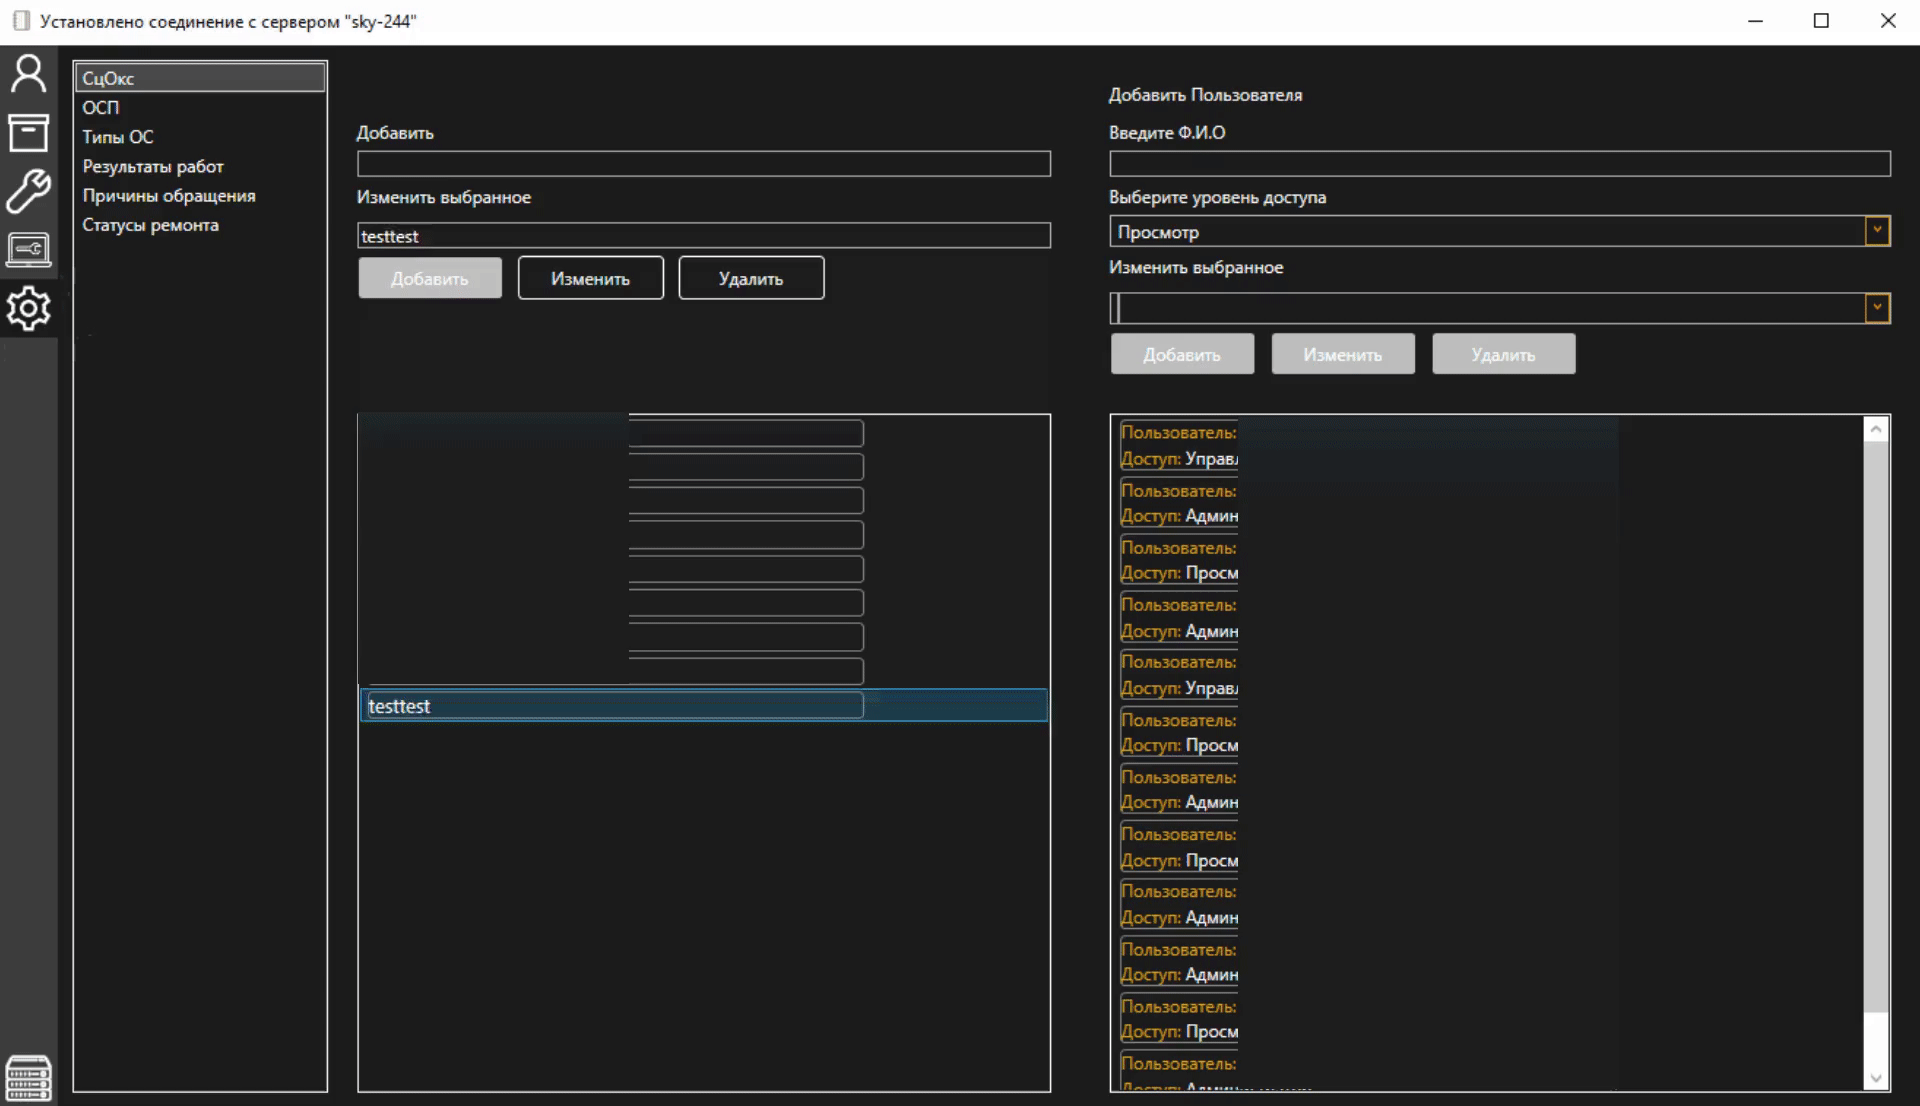 Установлено соединение с сервером "sky-244"
СцОкс
ОСП
Типы ОС
Результаты работ
Причины обращения
Статусы ремонта
Добавить
Изменить выбранное
testtest
Добавить Изменить Удалить
testtest
Добавить Пользователя
Введите Ф.И.О
Выберите уровень доступа
Просмотр
Изменить выбранное
Добавить Изменить Удалить
Пользователь:
Доступ: Управл
Пользователь:
Доступ: Админ
Пользователь:
Доступ: Просм
Пользователь:
Доступ: Админ
Пользователь:
Доступ: Управл
Пользователь:
Доступ: Просм
Пользователь:
Доступ: Админ
Пользователь:
Доступ: Просм
Пользователь:
Доступ: Админ
Пользователь:
Доступ: Админ
Пользователь:
Доступ: Просм
Пользователь:
Доступ: